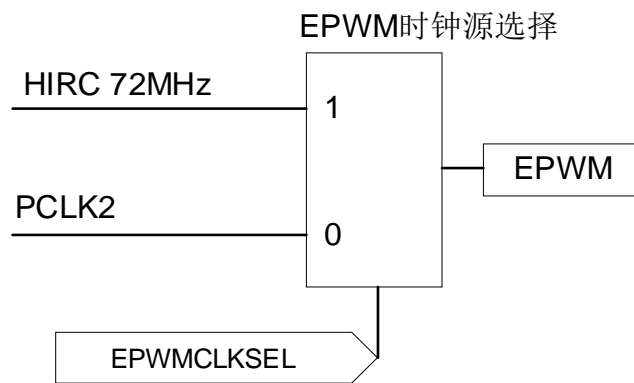 EPWM时钟源选择
HIRC 72MHz
1
EPWM
PCLK2
0
EPWMCLKSEL